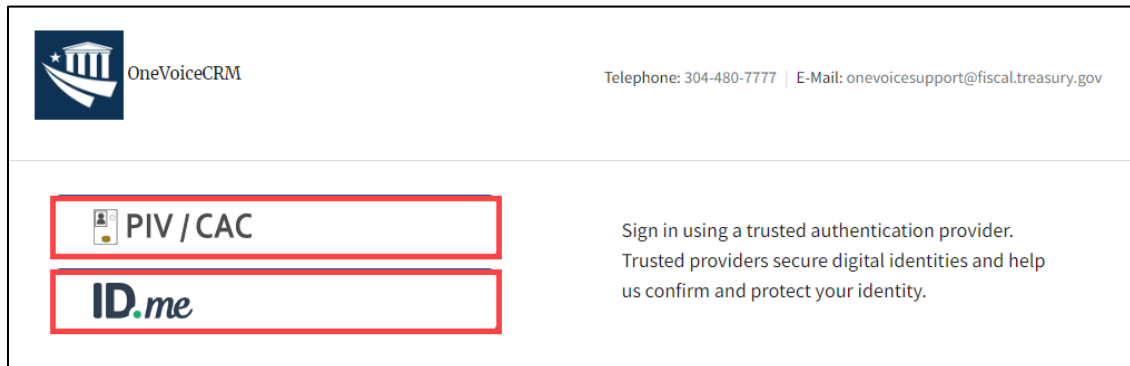 OneVoiceCRM
Telephone: 304-480-7777 | E-Mail: onevoicesupport@fiscal.treasury.gov
PIV / CAC
ID.me
Sign in using a trusted authentication provider.
Trusted providers secure digital identities and help
us confirm and protect your identity.